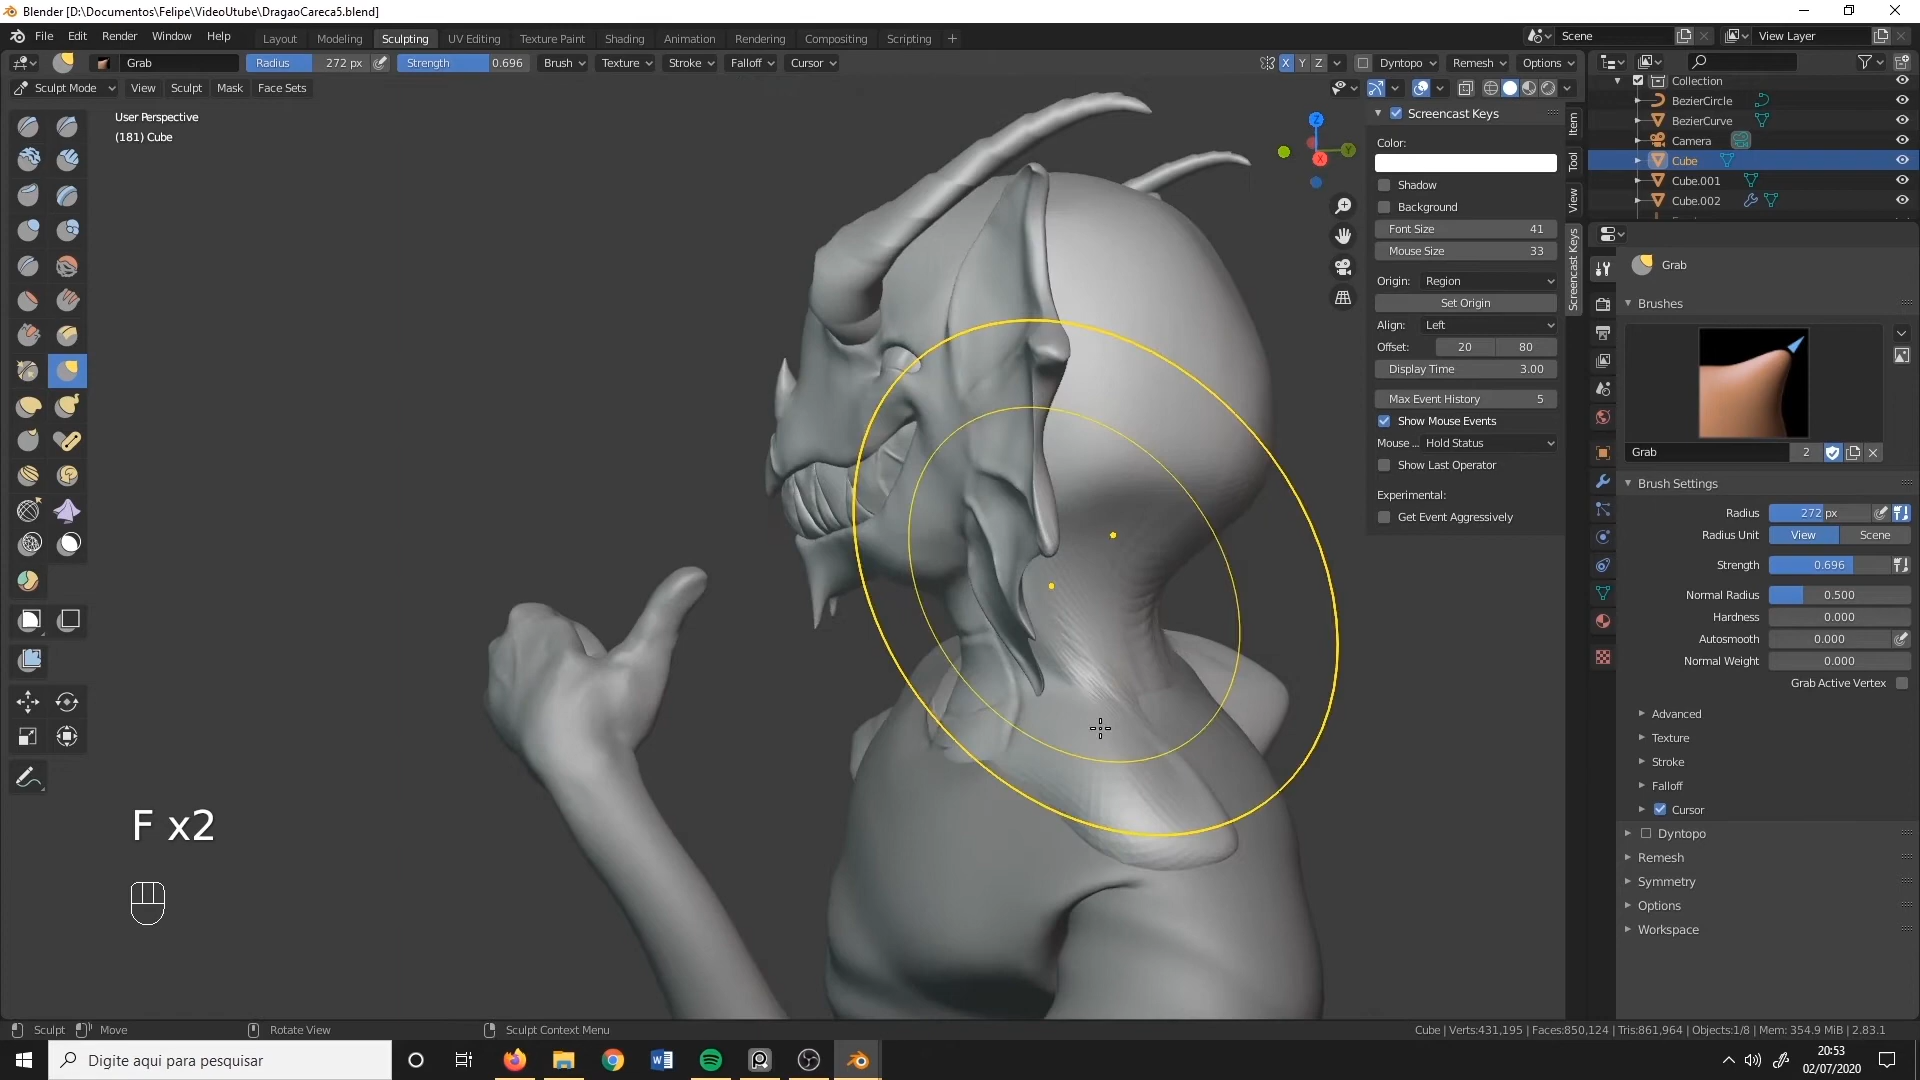 Blender [D:\Documentos\Felipe\VideoUtube\DragaoCareca5.blend]
File Edit Render Window Help Layout Modeling Sculpting UV Editing Texture Paint Shading Animation Rendering Compositing Scripting + Scene View Layer
Grab Radius 272 px Strength 0.696 Brush Texture Stroke Falloff Cursor X Y Z Dyntopo Remesh Options
Sculpt Mode View Sculpt Mask Face Sets
User Perspective
(181) Cube
Z
Y
X
Screencast Keys
Color:
Shadow
Background
Font Size 41
Mouse Size 33
Origin: Region
Set Origin
Align: Left
Offset: 20 80
Display Time 3.00
Max Event History 5
Show Mouse Events
Mouse ... Hold Status
Show Last Operator
Experimental:
Get Event Aggressively
Item
Tool
View
Screencast Keys
Collection
BezierCircle
BezierCurve
Camera
Cube
Cube.001
Cube.002
Grab
Brushes
Grab 2
Brush Settings
Radius 272 px
Radius Unit View Scene
Strength 0.696
Normal Radius 0.500
Hardness 0.000
Autosmooth 0.000
Normal Weight 0.000
Grab Active Vertex
Advanced
Texture
Stroke
Falloff
Cursor
Dyntopo
Remesh
Symmetry
Options
Workspace
F x2
Sculpt Move Rotate View Sculpt Context Menu Cube | Verts:431,195 | Faces:850,124 | Tris:861,964 | Objects:1/8 | Mem: 354.9 MiB | 2.83.1
Digite aqui para pesquisar
20:53
02/07/2020